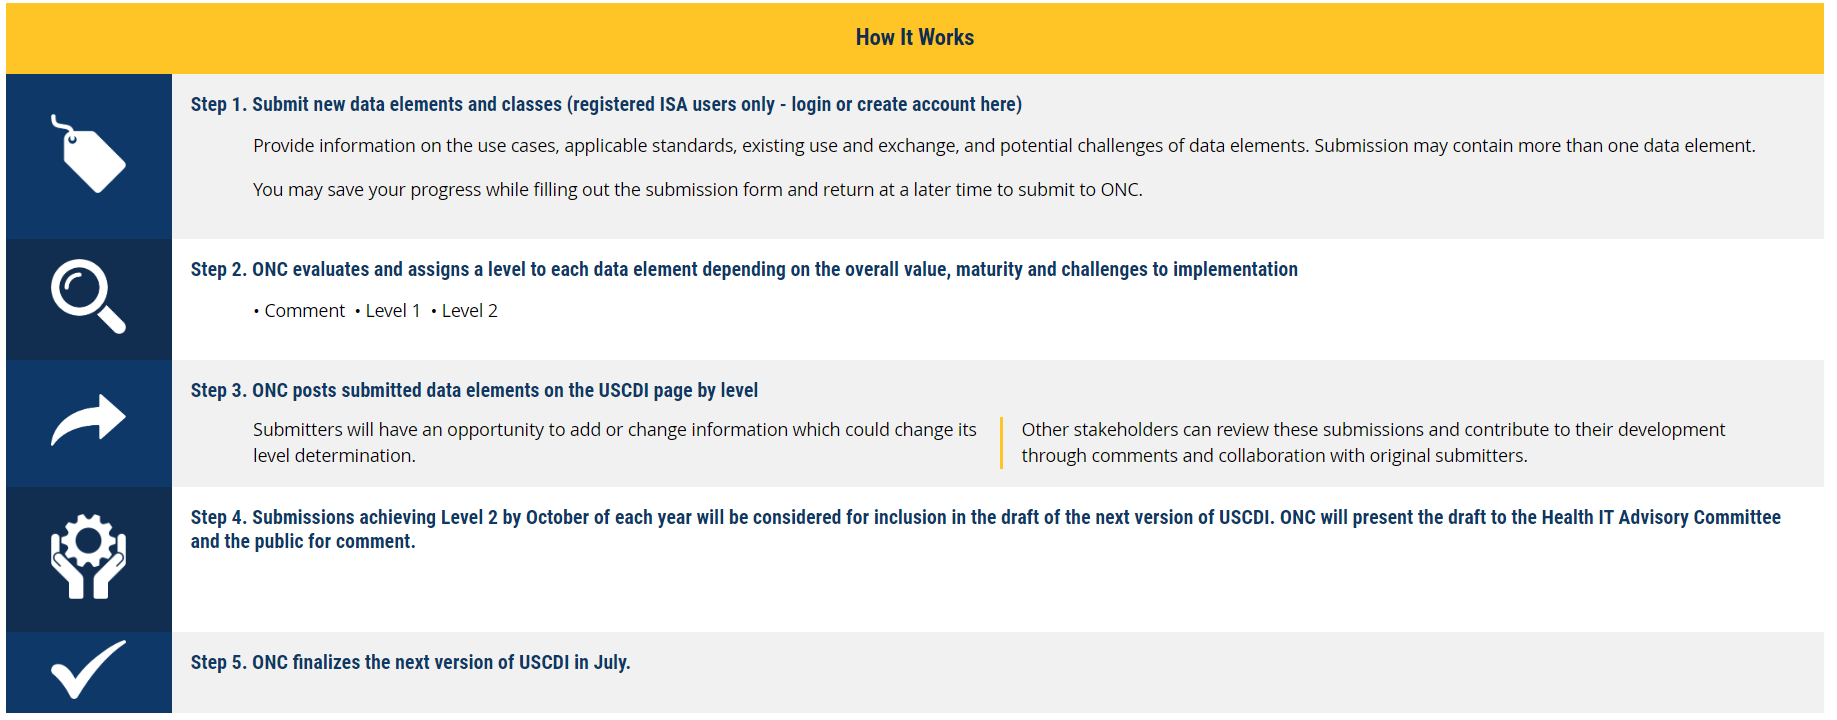 How It Works
Step 1. Submit new data elements and classes (registered ISA users only - login or create account here)
Provide information on the use cases, applicable standards, existing use and exchange, and potential challenges of data elements. Submission may contain more than one data element.
You may save your progress while filling out the submission form and return at a later time to submit to ONC.
Step 2. ONC evaluates and assigns a level to each data element depending on the overall value, maturity and challenges to implementation
• Comment • Level 1 • Level 2
Step 3. ONC posts submitted data elements on the USCDI page by level
Submitters will have an opportunity to add or change information which could change its
level determination.
Other stakeholders can review these submissions and contribute to their development
through comments and collaboration with original submitters.
Step 4. Submissions achieving Level 2 by October of each year will be considered for inclusion in the draft of the next version of USCDI. ONC will present the draft to the Health IT Advisory Committee
and the public for comment.
Step 5. ONC finalizes the next version of USCDI in July.